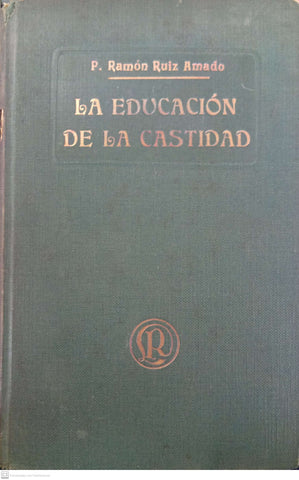 P. Ramón Ruiz Amado
LA EDUCACIÓN
DE LA CASTIDAD